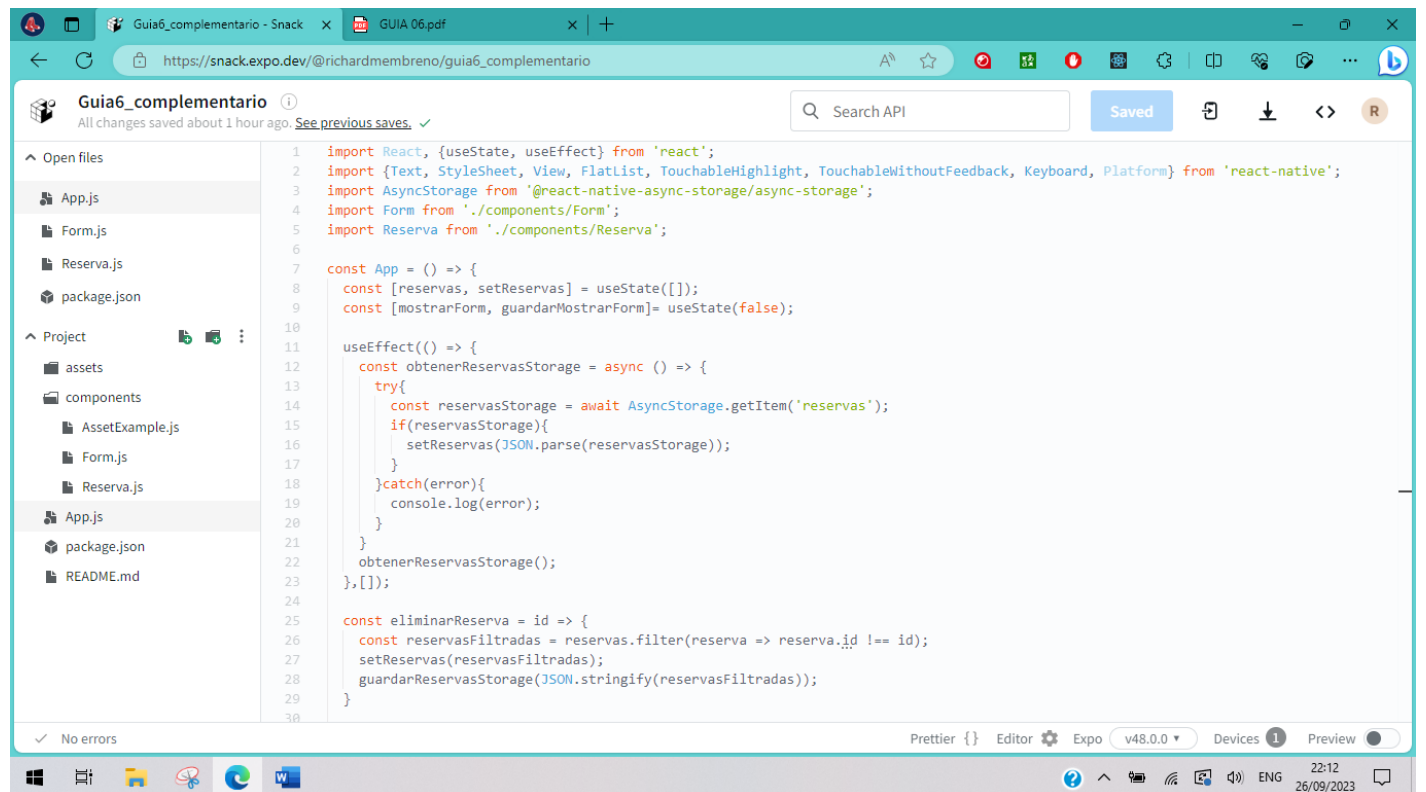 Guia6_complementario - Snack
GUIA 06.pdf
https://snack.expo.dev/@richardmembreno/guia6_complementario
Guia6_complementario
All changes saved about 1 hour ago. See previous saves.
Search API
Saved
R
Open files
App.js
Form.js
Reserva.js
package.json
Project
assets
components
AssetExample.js
Form.js
Reserva.js
App.js
package.json
README.md
1 import React, {useState, useEffect} from 'react';
2 import {Text, StyleSheet, View, FlatList, TouchableHighlight, TouchableWithoutFeedback, Keyboard, Platform} from 'react-native';
3 import AsyncStorage from '@react-native-async-storage/async-storage';
4 import Form from './components/Form';
5 import Reserva from './components/Reserva';
6
7 const App = () => {
8 const [reservas, setReservas] = useState([]);
9 const [mostrarForm, guardarMostrarForm]= useState(false);
10
11 useEffect(() => {
12 const obtenerReservasStorage = async () => {
13 try{
14 const reservasStorage = await AsyncStorage.getItem('reservas');
15 if(reservasStorage){
16 setReservas(JSON.parse(reservasStorage));
17 }
18 }catch(error){
19 console.log(error);
20 }
21 }
22 obtenerReservasStorage();
23 },[]);
24
25 const eliminarReserva = id => {
26 const reservasFiltradas = reservas.filter(reserva => reserva.id !== id);
27 setReservas(reservasFiltradas);
28 guardarReservasStorage(JSON.stringify(reservasFiltradas));
29 }
30
No errors
Prettier {} Editor Expo v48.0.0 Devices 1 Preview
ENG
22:12
26/09/2023